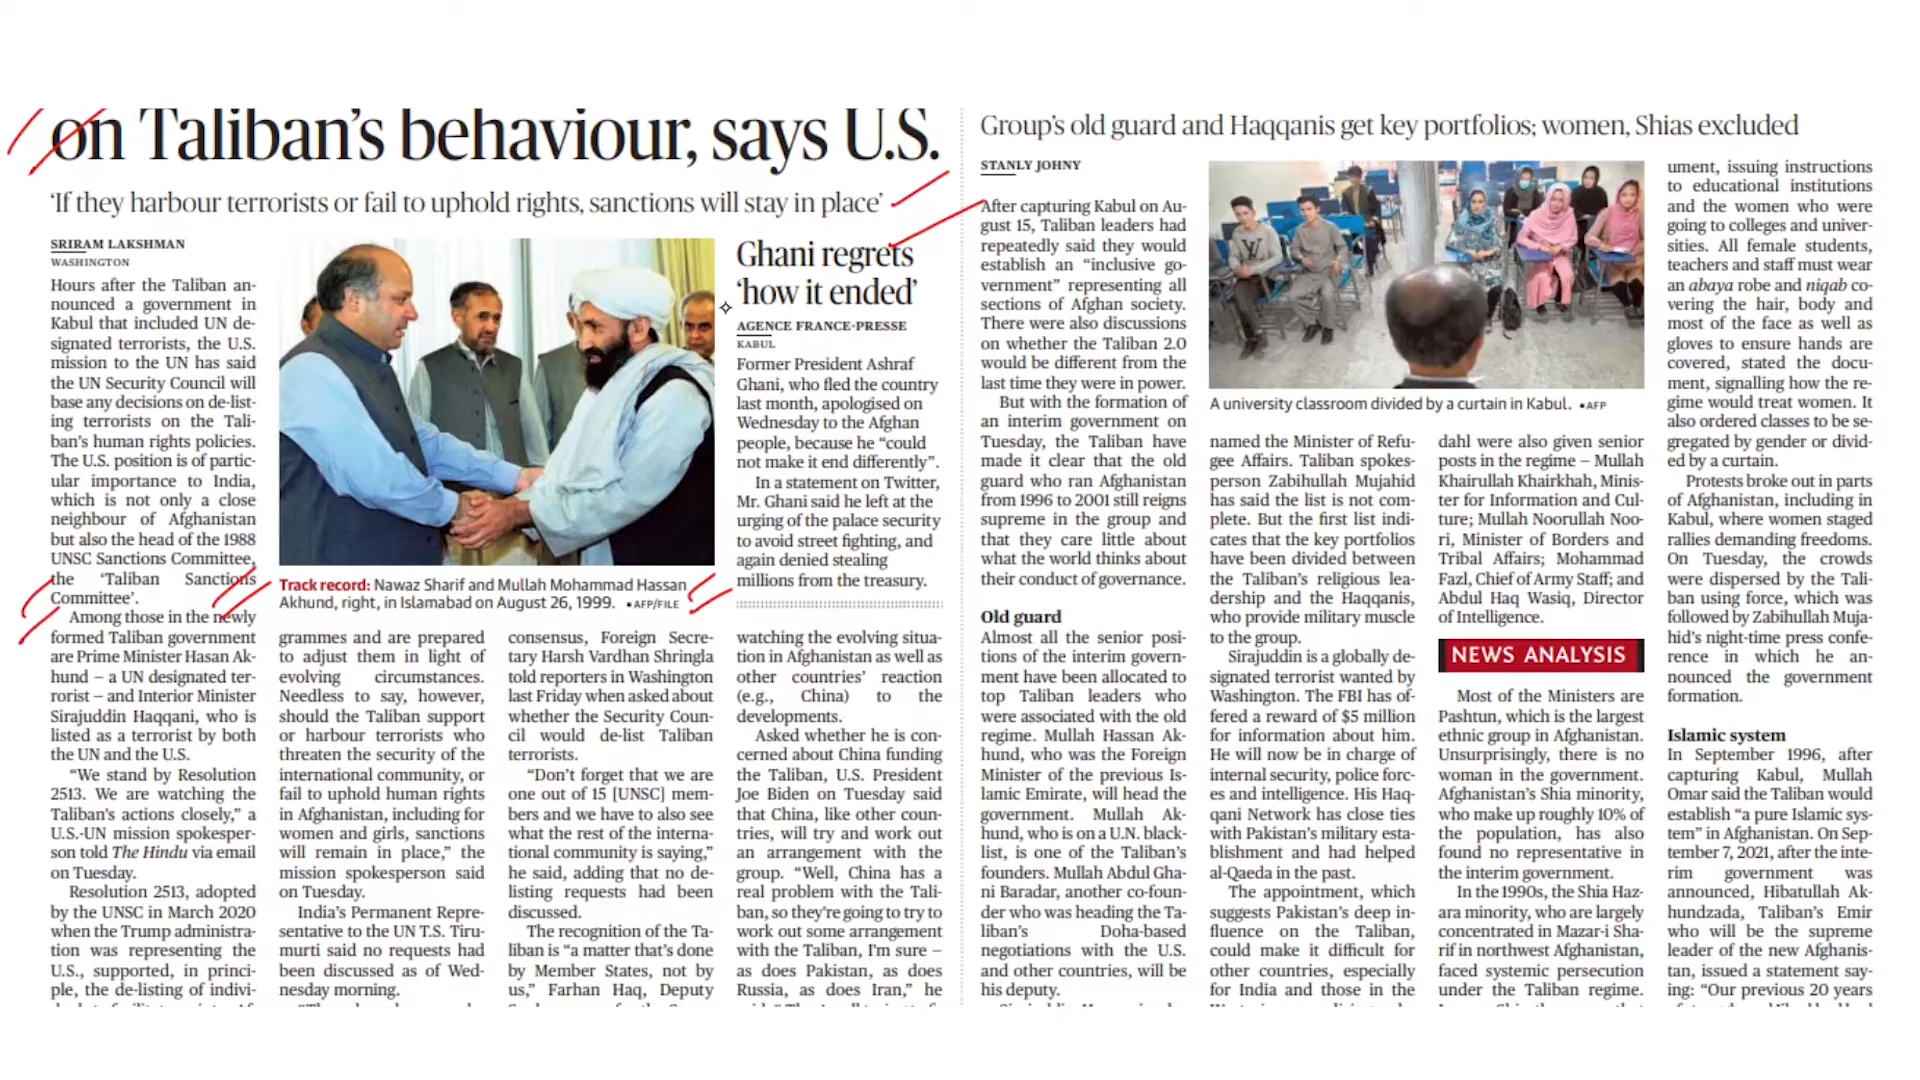 on Taliban's behaviour, says U.S.
'If they harbour terrorists or fail to uphold rights, sanctions will stay in place'
SRIRAM LAKSHMAN
WASHINGTON
Hours after the Taliban an-
nounced a government in
Kabul that included UN de-
signated terrorists, the U.S.
mission to the UN has said
the UN Security Council will
base any decisions on de-list-
ing terrorists on the Tali-
ban's human rights policies.
The U.S. position is of partic-
ular importance to India,
which is not only a close
neighbour of Afghanistan
but also the head of the 1988
UNSC Sanctions Committee,
the 'Taliban Sanctions
Committee'.
Among those in the newly
formed Taliban government
are Prime Minister Hasan Ak-
hund – a UN designated ter-
rorist – and Interior Minister
Sirajuddin Haqqani, who is
listed as a terrorist by both
the UN and the U.S.
"We stand by Resolution
2513. We are watching the
Taliban's actions closely," a
U.S.-UN mission spokesper-
son told The Hindu via email
on Tuesday.
Resolution 2513, adopted
by the UNSC in March 2020
when the Trump administra-
tion was representing the
U.S., supported, in princi-
ple, the de-listing of indivi-
Track record: Nawaz Sharif and Mullah Mohammad Hassan
Akhund, right, in Islamabad on August 26, 1999. ▪AFP/FILE
grammes and are prepared
to adjust them in light of
evolving circumstances.
Needless to say, however,
should the Taliban support
or harbour terrorists who
threaten the security of the
international community, or
fail to uphold human rights
in Afghanistan, including for
women and girls, sanctions
will remain in place," the
mission spokesperson said
on Tuesday.
India's Permanent Repre-
sentative to the UN T.S. Tiru-
murti said no requests had
been discussed as of Wed-
nesday morning.
consensus, Foreign Secre-
tary Harsh Vardhan Shringla
told reporters in Washington
last Friday when asked about
whether the Security Coun-
cil would de-list Taliban
terrorists.
"Don't forget that we are
one out of 15 [UNSC] mem-
bers and we have to also see
what the rest of the interna-
tional community is saying,"
he said, adding that no de-
listing requests had been
discussed.
The recognition of the Ta-
liban is "a matter that's done
by Member States, not by
us," Farhan Haq, Deputy
Ghani regrets
'how it ended'
AGENCE FRANCE-PRESSE
KABUL
Former President Ashraf
Ghani, who fled the country
last month, apologised on
Wednesday to the Afghan
people, because he "could
not make it end differently".
In a statement on Twitter,
Mr. Ghani said he left at the
urging of the palace security
to avoid street fighting, and
again denied stealing
millions from the treasury.
watching the evolving situa-
tion in Afghanistan as well as
other countries' reaction
(e.g., China) to the
developments.
Asked whether he is con-
cerned about China funding
the Taliban, U.S. President
Joe Biden on Tuesday said
that China, like other coun-
tries, will try and work out
an arrangement with the
group. "Well, China has a
real problem with the Tali-
ban, so they're going to try to
work out some arrangement
with the Taliban, I'm sure –
as does Pakistan, as does
Russia, as does Iran," he
Group's old guard and Haqqanis get key portfolios; women, Shias excluded
STANLY JOHNY
After capturing Kabul on Au-
gust 15, Taliban leaders had
repeatedly said they would
establish an "inclusive go-
vernment" representing all
sections of Afghan society.
There were also discussions
on whether the Taliban 2.0
would be different from the
last time they were in power.
But with the formation of
an interim government on
Tuesday, the Taliban have
made it clear that the old
guard who ran Afghanistan
from 1996 to 2001 still reigns
supreme in the group and
that they care little about
what the world thinks about
their conduct of governance.
Old guard
Almost all the senior posi-
tions of the interim govern-
ment have been allocated to
top Taliban leaders who
were associated with the old
regime. Mullah Hassan Ak-
hund, who was the Foreign
Minister of the previous Is-
lamic Emirate, will head the
government. Mullah Ak-
hund, who is on a U.N. black-
list, is one of the Taliban's
founders. Mullah Abdul Gha-
ni Baradar, another co-foun-
der who was heading the Ta-
liban's Doha-based
negotiations with the U.S.
and other countries, will be
his deputy.
A university classroom divided by a curtain in Kabul. ▪AFP
named the Minister of Refu-
gee Affairs. Taliban spokes-
person Zabihullah Mujahid
has said the list is not com-
plete. But the first list indi-
cates that the key portfolios
have been divided between
the Taliban's religious lea-
dership and the Haqqanis,
who provide military muscle
to the group.
Sirajuddin is a globally de-
signated terrorist wanted by
Washington. The FBI has of-
fered a reward of $5 million
for information about him.
He will now be in charge of
internal security, police forc-
es and intelligence. His Haq-
qani Network has close ties
with Pakistan's military esta-
blishment and had helped
al-Qaeda in the past.
The appointment, which
suggests Pakistan's deep in-
fluence on the Taliban,
could make it difficult for
other countries, especially
for India and those in the
dahl were also given senior
posts in the regime – Mullah
Khairullah Khairkhah, Minis-
ter for Information and Cul-
ture; Mullah Noorullah Noo-
ri, Minister of Borders and
Tribal Affairs; Mohammad
Fazl, Chief of Army Staff; and
Abdul Haq Wasiq, Director
of Intelligence.
NEWS ANALYSIS
Most of the Ministers are
Pashtun, which is the largest
ethnic group in Afghanistan.
Unsurprisingly, there is no
woman in the government.
Afghanistan's Shia minority,
who make up roughly 10% of
the population, has also
found no representative in
the interim government.
In the 1990s, the Shia Haz-
ara minority, who are largely
concentrated in Mazar-i Sha-
rif in northwest Afghanistan,
faced systemic persecution
under the Taliban regime.
ument, issuing instructions
to educational institutions
and the women who were
going to colleges and univer-
sities. All female students,
teachers and staff must wear
an abaya robe and niqab co-
vering the hair, body and
most of the face as well as
gloves to ensure hands are
covered, stated the docu-
ment, signalling how the re-
gime would treat women. It
also ordered classes to be se-
gregated by gender or divid-
ed by a curtain.
Protests broke out in parts
of Afghanistan, including in
Kabul, where women staged
rallies demanding freedoms.
On Tuesday, the crowds
were dispersed by the Tali-
ban using force, which was
followed by Zabihullah Muja-
hid's night-time press confe-
rence in which he an-
nounced the government
formation.
Islamic system
In September 1996, after
capturing Kabul, Mullah
Omar said the Taliban would
establish "a pure Islamic sys-
tem" in Afghanistan. On Sep-
tember 7, 2021, after the inte-
rim government was
announced, Hibatullah Ak-
hundzada, Taliban's Emir
who will be the supreme
leader of the new Afghanis-
tan, issued a statement say-
ing: "Our previous 20 years